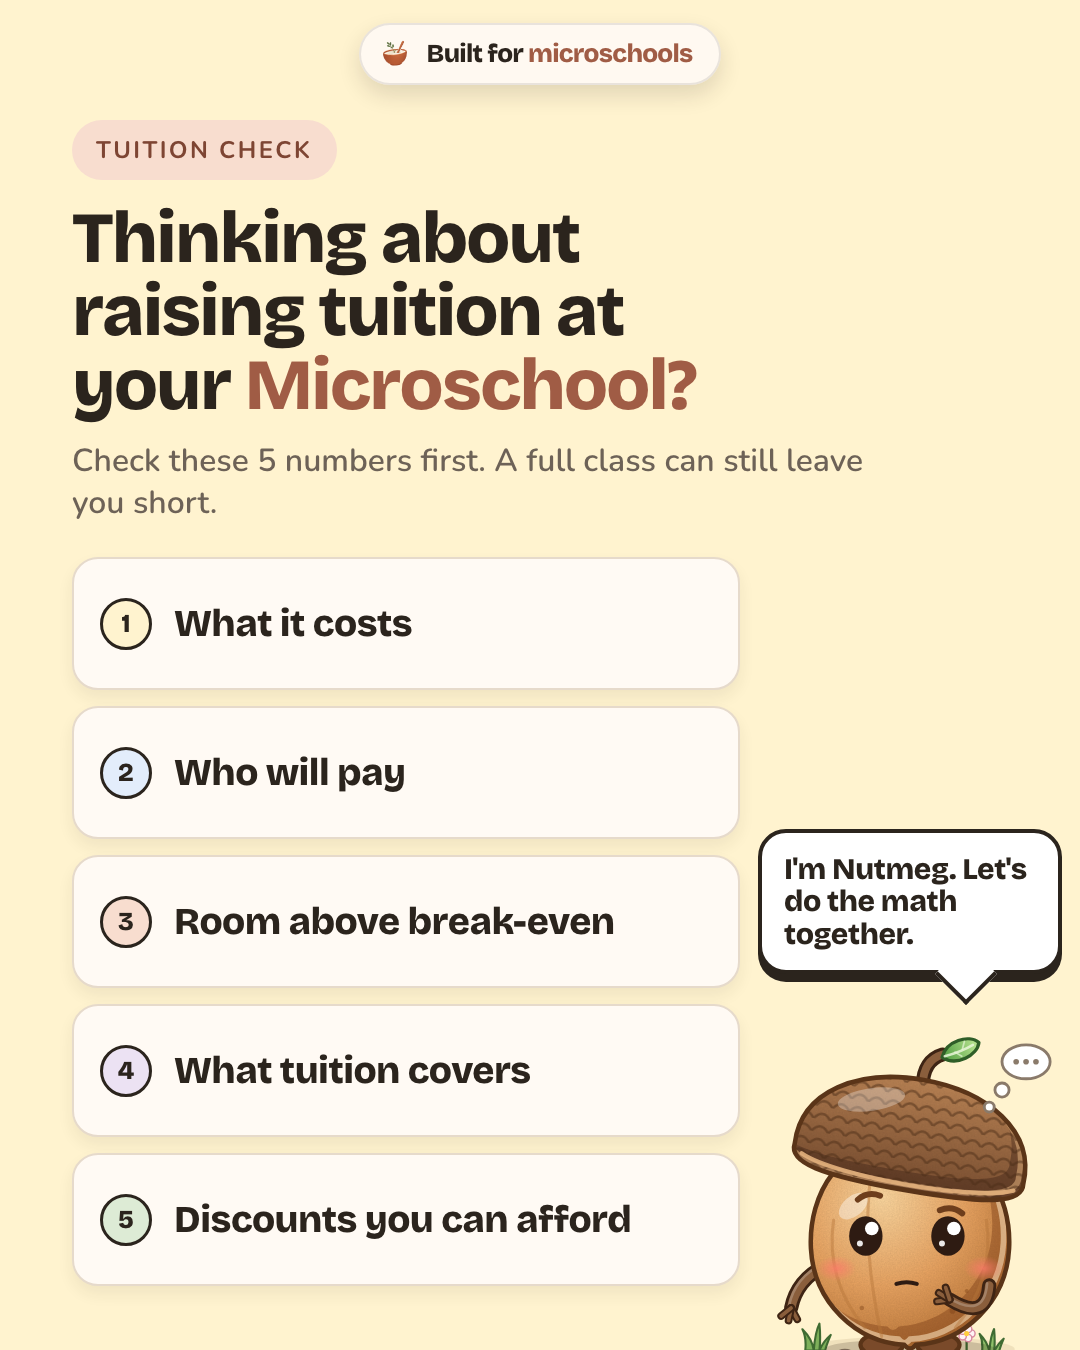 Built for microschools
TUITION CHECK
Thinking about
raising tuition at
your Microschool?
Check these 5 numbers first. A full class can still leave
you short.
1 What it costs
2 Who will pay
3 Room above break-even
4 What tuition covers
5 Discounts you can afford
I'm Nutmeg. Let's
do the math
together.